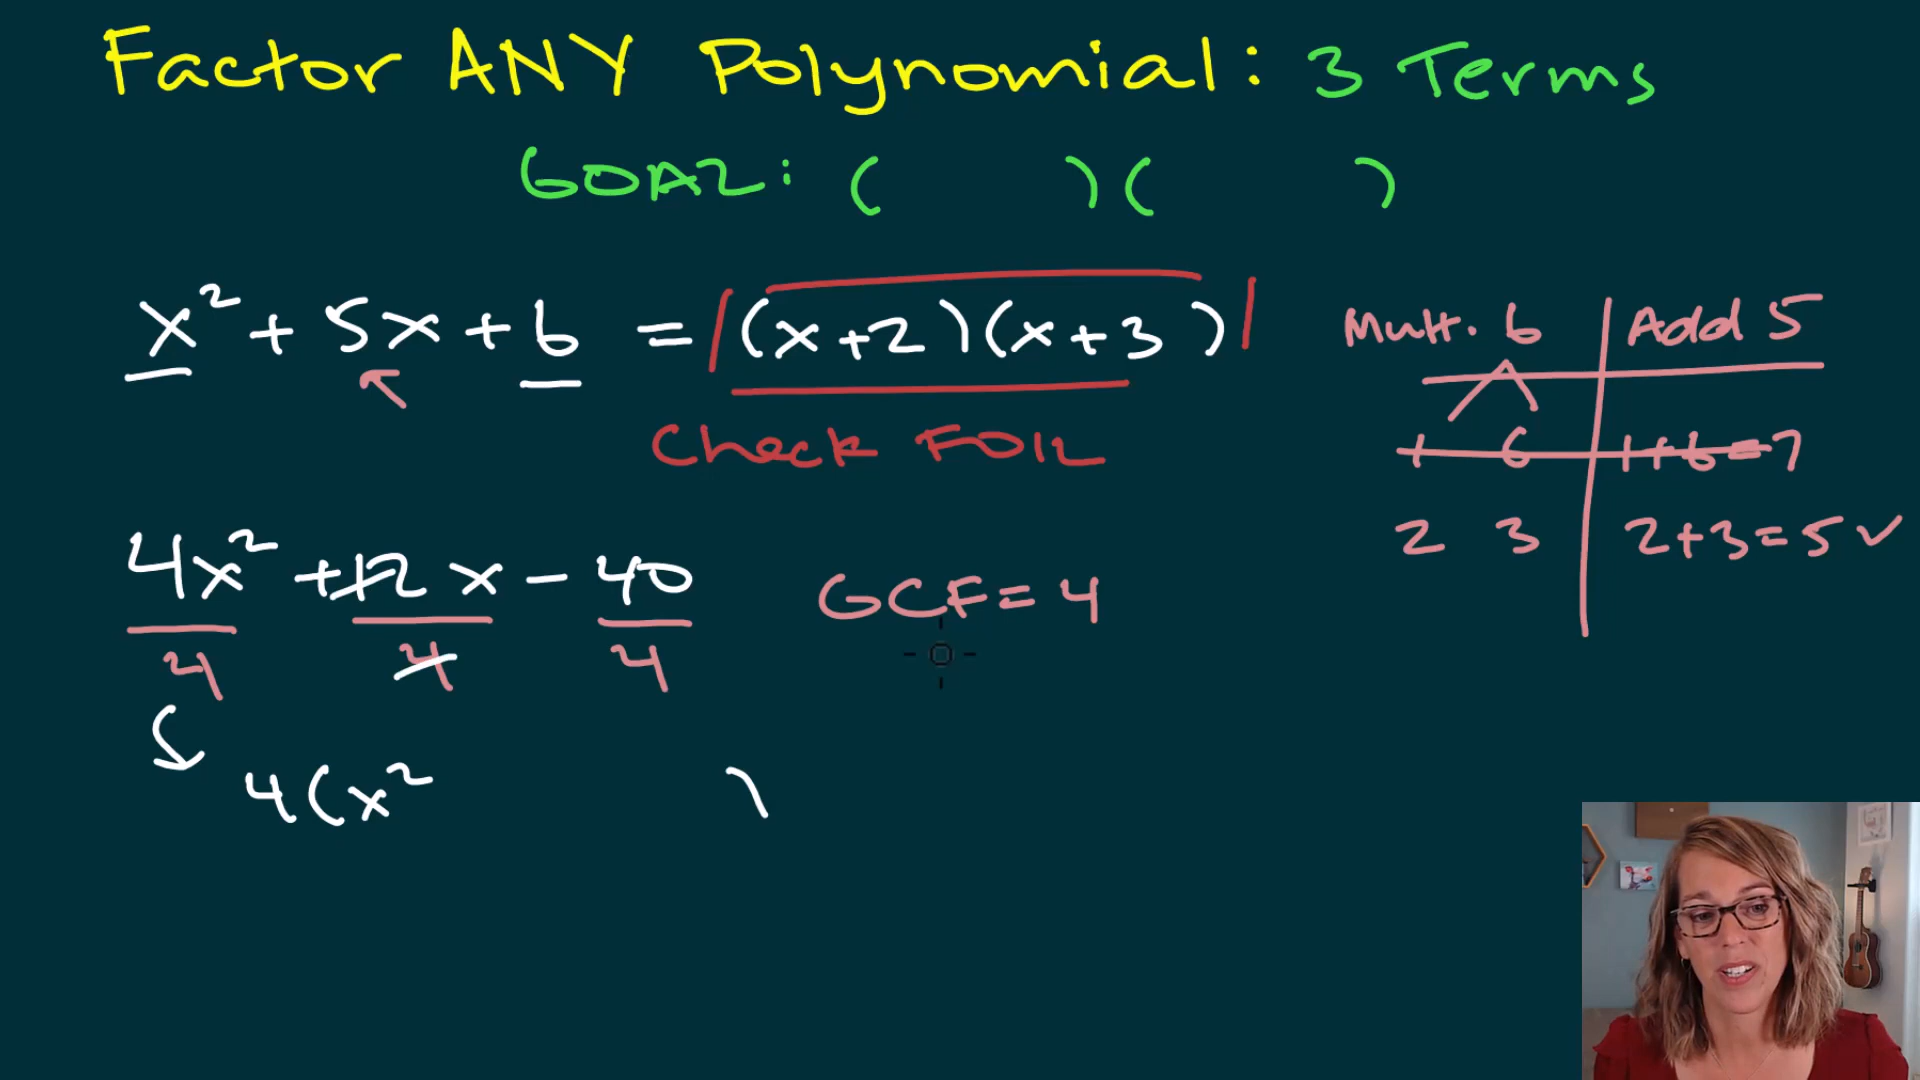 Factor ANY Polynomial: 3 Terms
GOAL: ( )( )
x² + 5x + 6 = (x+2)(x+3)
Mult. 6 | Add 5
1 6 | 1+6=7
Check FOIL
2 3 | 2+3=5 ✓
4x² + 12x - 40
4 4 4
GCF = 4
4(x² )